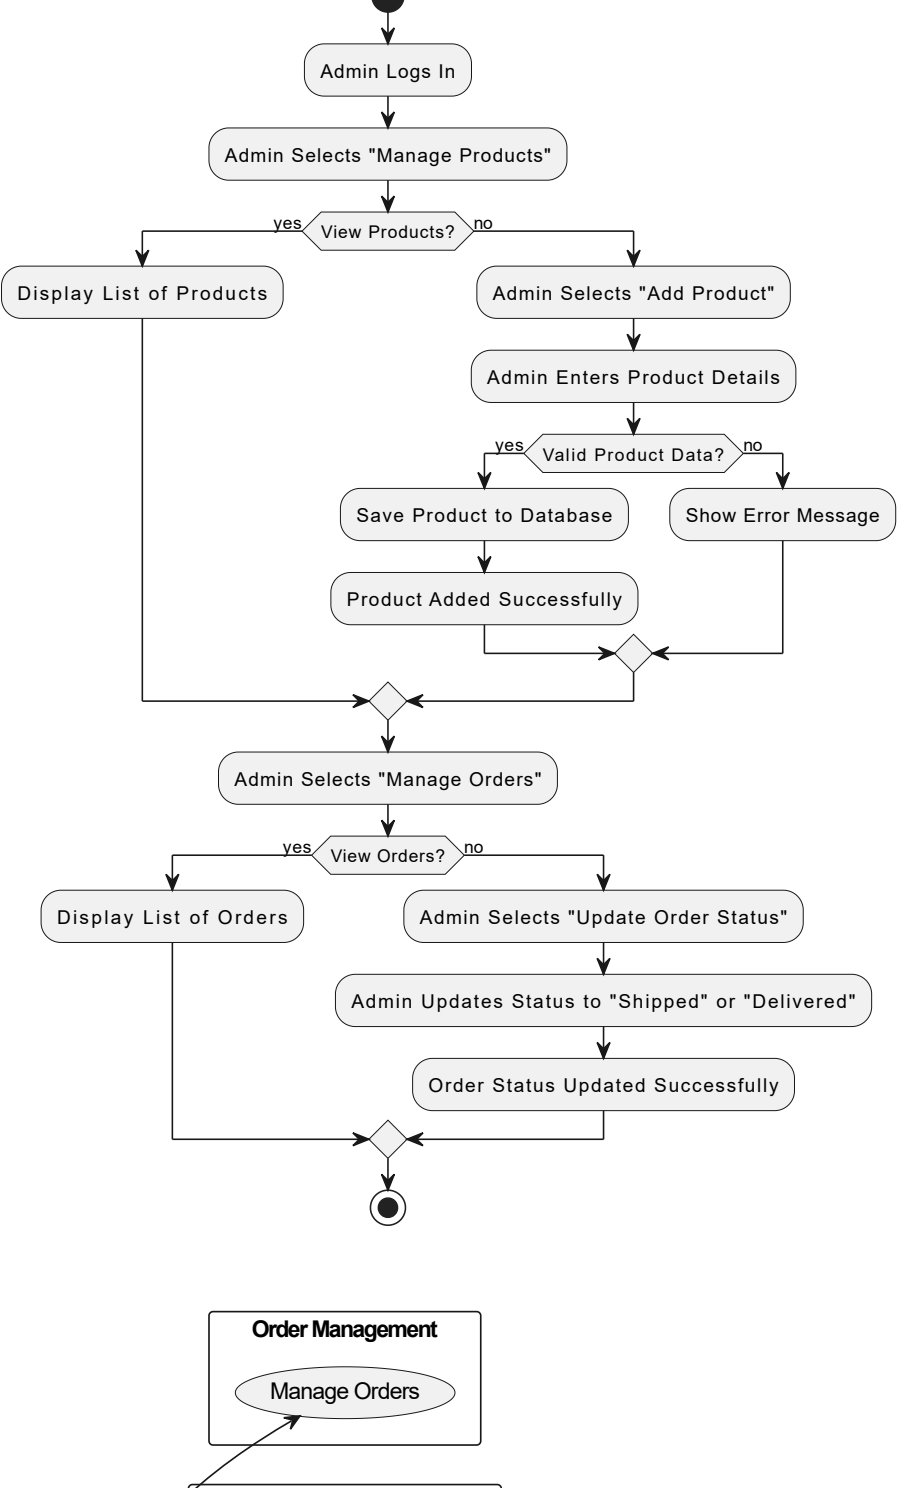 Admin Logs In
Admin Selects "Manage Products"
yes
View Products?
no
Display List of Products
Admin Selects "Add Product"
Admin Enters Product Details
yes
Valid Product Data?
no
Save Product to Database
Show Error Message
Product Added Successfully
Admin Selects "Manage Orders"
yes
View Orders?
no
Display List of Orders
Admin Selects "Update Order Status"
Admin Updates Status to "Shipped" or "Delivered"
Order Status Updated Successfully
Order Management
Manage Orders